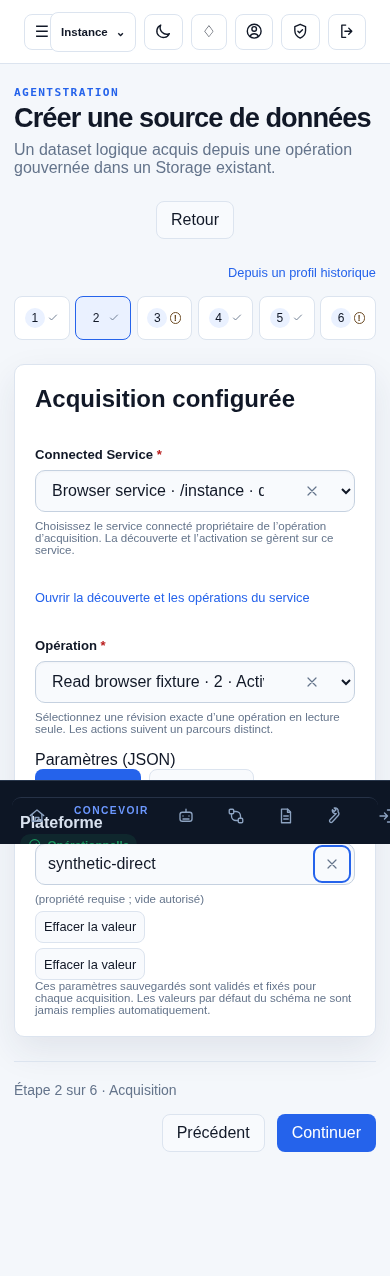 Instance
AGENTSTRATION
Créer une source de données
Un dataset logique acquis depuis une opération
gouvernée dans un Storage existant.
Retour
Depuis un profil historique
1 2 3 4 5 6
Acquisition configurée
Connected Service *
Browser service · /instance · d
Choisissez le service connecté propriétaire de l’opération
d’acquisition. La découverte et l’activation se gèrent sur ce
service.
Ouvrir la découverte et les opérations du service
Opération *
Read browser fixture · 2 · Activ
Sélectionnez une révision exacte d’une opération en lecture
seule. Les actions suivent un parcours distinct.
Paramètres (JSON)
CONCEVOIR
Plateforme
Opérationnelle
synthetic-direct
(propriété requise ; vide autorisé)
Effacer la valeur
Effacer la valeur
Ces paramètres sauvegardés sont validés et fixés pour
chaque acquisition. Les valeurs par défaut du schéma ne sont
jamais remplies automatiquement.
Étape 2 sur 6 · Acquisition
Précédent
Continuer